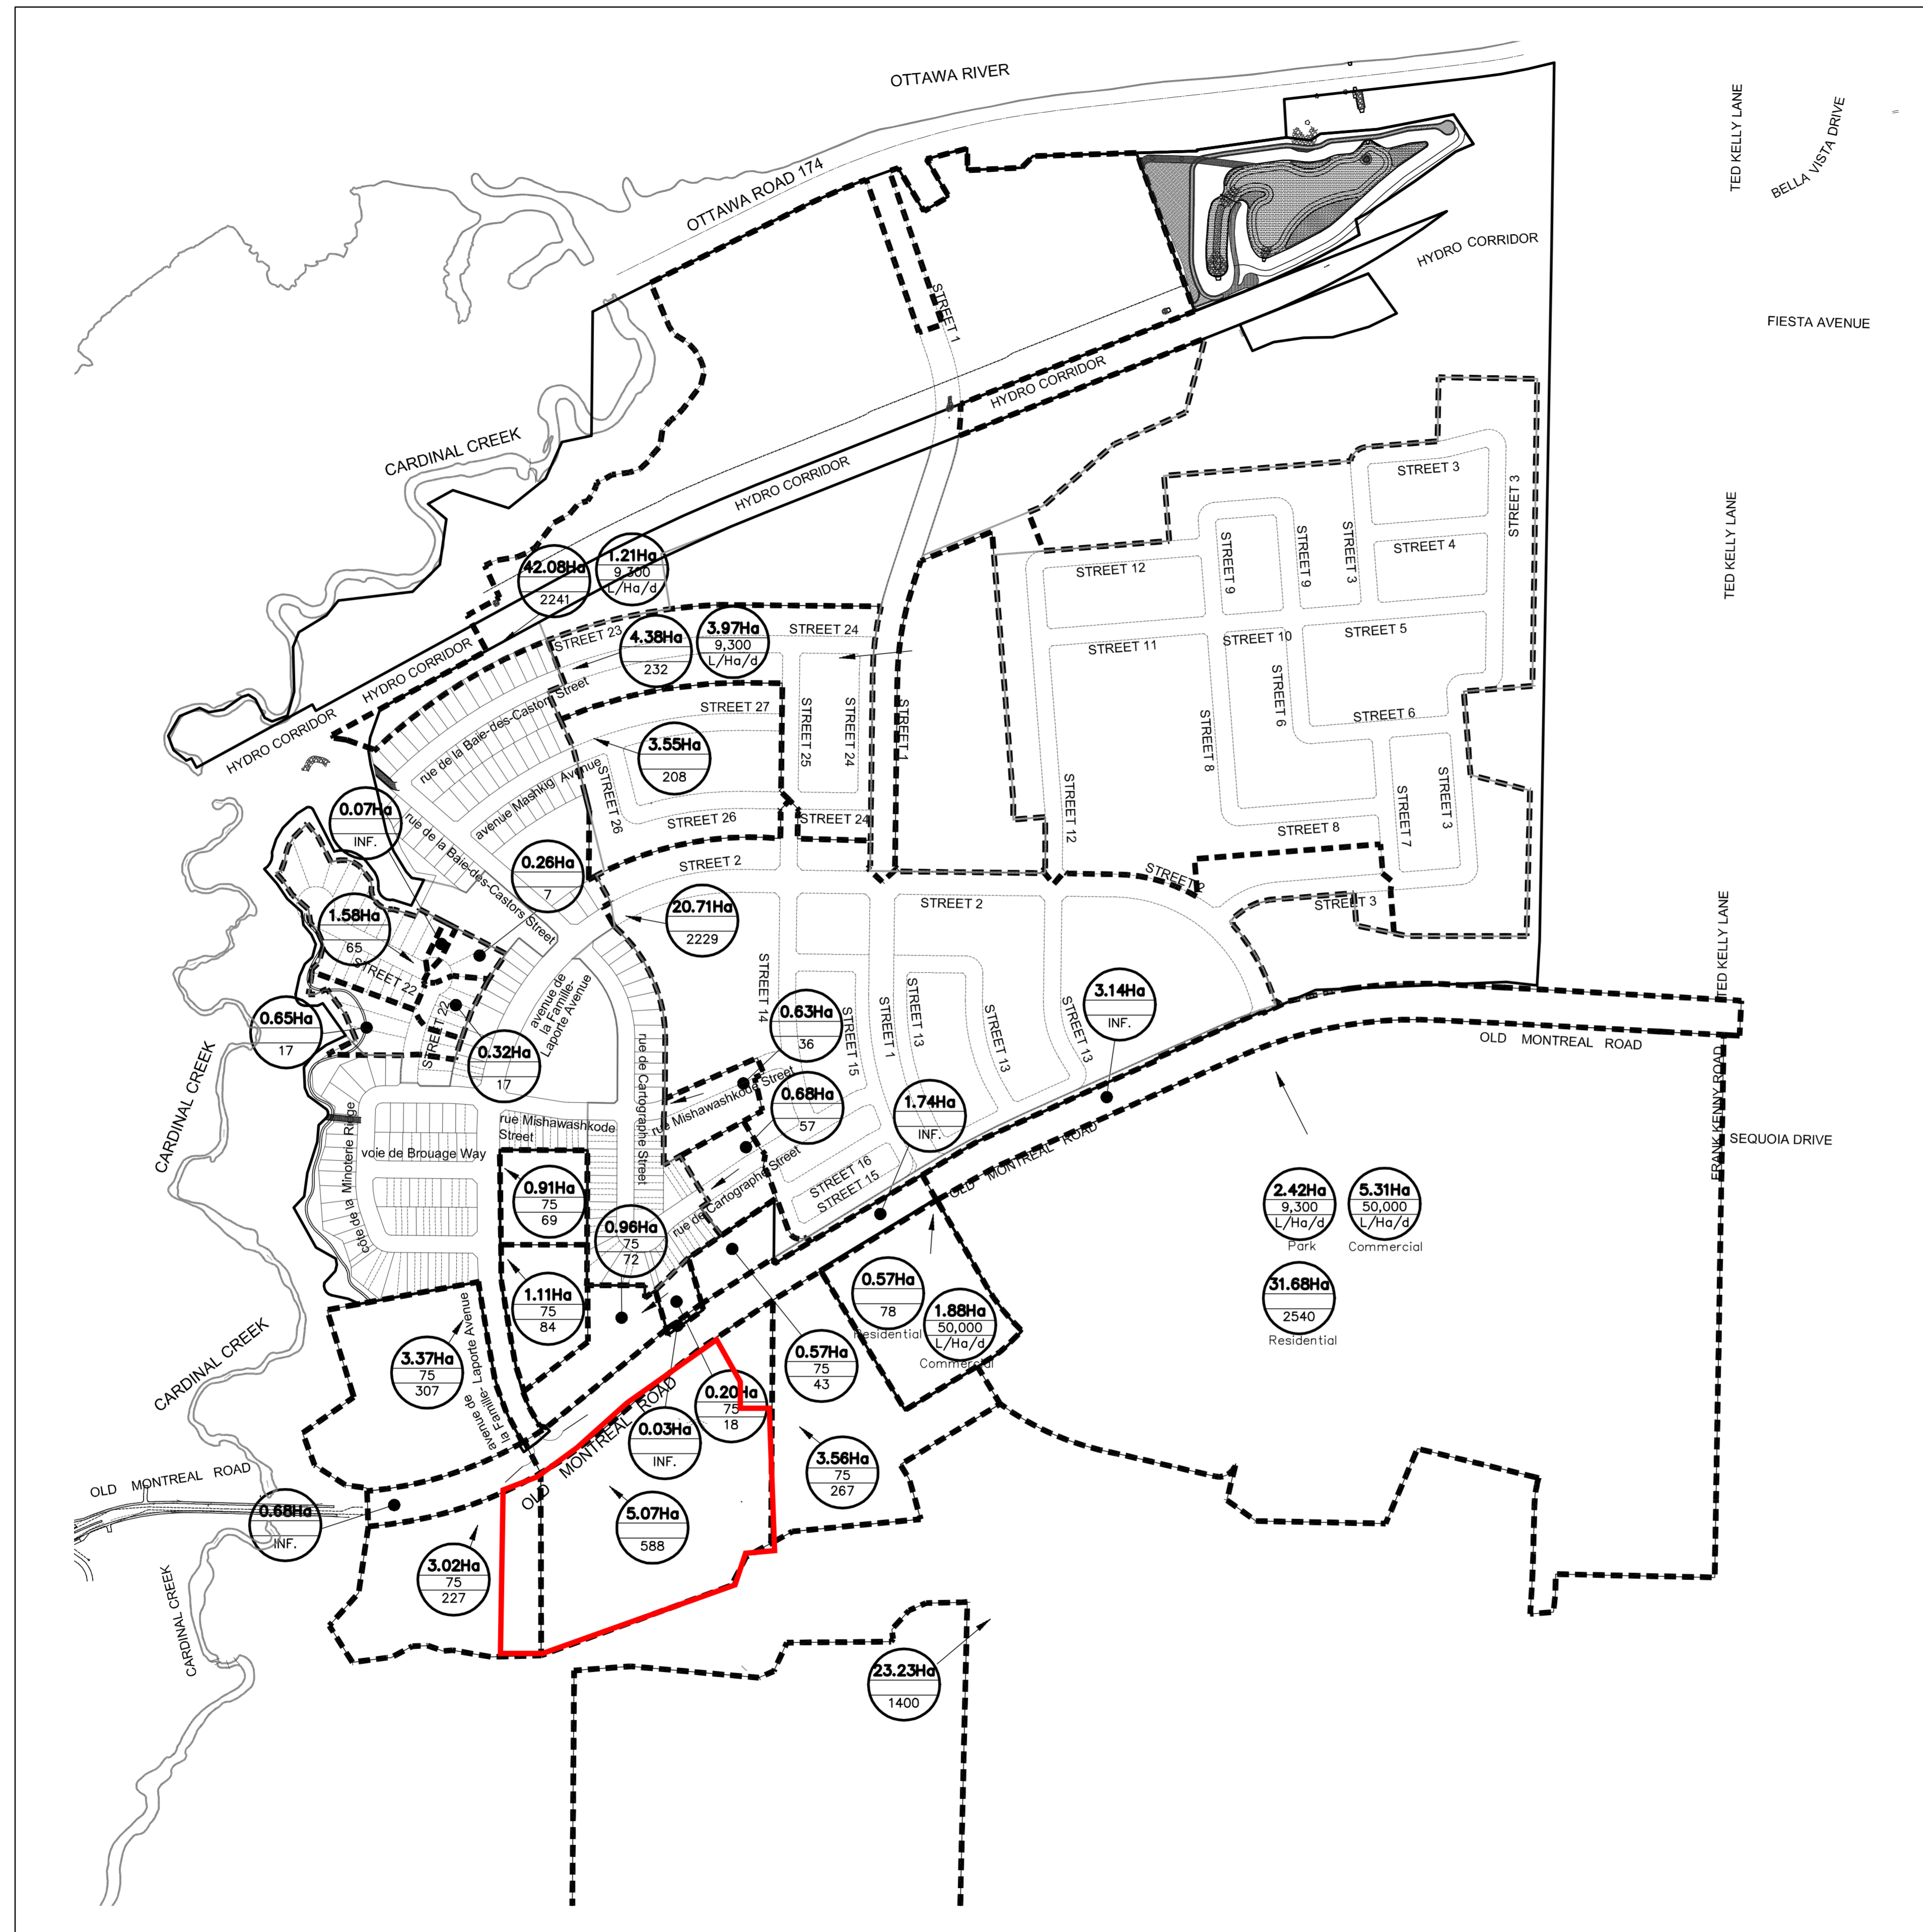 OTTAWA RIVER
TED KELLY LANE
BELLA VISTA DRIVE
OTTAWA ROAD 174
HYDRO CORRIDOR
STREET 1
FIESTA AVENUE
HYDRO CORRIDOR
CARDINAL CREEK
HYDRO CORRIDOR
STREET 3
STREET 3
STREET 3
STREET 4
STREET 9
STREET 9
TED KELLY LANE
42.08Ha
2241
1.21Ha
9,300
L/Ha/d
STREET 12
STREET 23
4.38Ha
232
3.97Ha
9,300
L/Ha/d
STREET 24
STREET 11
STREET 10
STREET 5
HYDRO CORRIDOR
HYDRO CORRIDOR
rue de la Baie-des-Castors Street
STREET 27
STREET 25
STREET 24
STREET 1
STREET 6
STREET 6
STREET 8
3.55Ha
208
avenue Mashkig Avenue
STREET 26
STREET 26
STREET 24
STREET 12
STREET 7
STREET 3
STREET 8
0.07Ha
INF.
rue de la Baie-des-Castors Street
0.26Ha
7
STREET 2
STREET 2
STREET 2
STREET 3
20.71Ha
2229
1.58Ha
65
STREET 22
STREET 22
avenue de
la Famille-
Laporte Avenue
STREET 14
TED KELLY LANE
0.65Ha
17
0.32Ha
17
0.63Ha
36
STREET 15
STREET 1
STREET 13
STREET 13
STREET 13
3.14Ha
INF.
OLD MONTREAL ROAD
CARDINAL CREEK
rue de Cartographe Street
rue Mishawashkode Street
0.68Ha
57
1.74Ha
INF.
FRANK KENNY ROAD
SEQUOIA DRIVE
côte de la Minoterie Ridge
rue Mishawashkode
Street
voie de Brouage Way
OLD MONTREAL ROAD
STREET 16
STREET 15
0.91Ha
75
69
rue de Cartographe Street
0.96Ha
75
72
2.42Ha
9,300
L/Ha/d
Park
5.31Ha
50,000
L/Ha/d
Commercial
31.68Ha
2540
Residential
1.11Ha
75
84
0.57Ha
78
Residential
1.88Ha
50,000
L/Ha/d
Commercial
CARDINAL CREEK
3.37Ha
75
307
avenue de
la Famille- Laporte Avenue
0.57Ha
75
43
0.20Ha
75
18
0.03Ha
INF.
OLD MONTREAL ROAD
3.56Ha
75
267
OLD MONTREAL ROAD
0.68Ha
INF.
5.07Ha
588
3.02Ha
75
227
CARDINAL CREEK
23.23Ha
1400